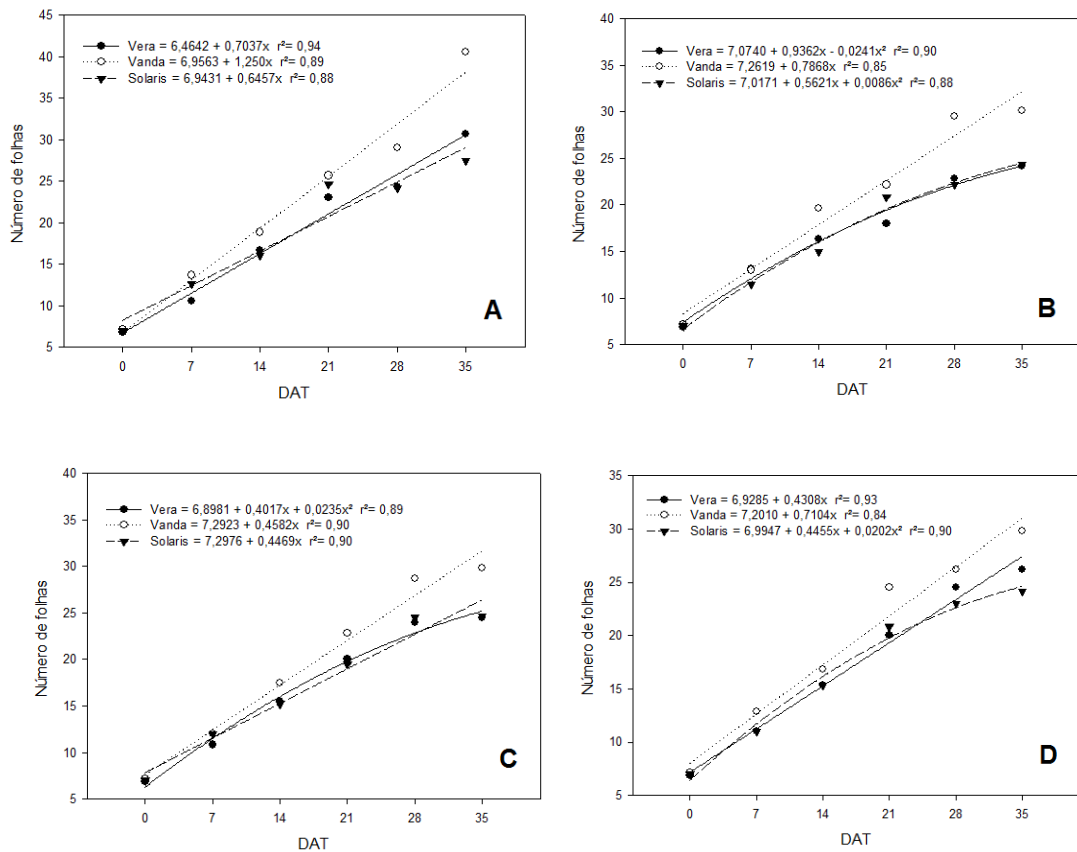 45
40
35
30
25
20
15
10
5
Número de folhas
Vera = 6,4642 + 0,7037x r²= 0,94
Vanda = 6,9563 + 1,250x r²= 0,89
Solaris = 6,9431 + 0,6457x r²= 0,88
A
0 7 14 21 28 35
DAT
40
35
30
25
20
15
10
5
Número de folhas
Vera = 7,0740 + 0,9362x - 0,0241x² r²= 0,90
Vanda = 7,2619 + 0,7868x r²= 0,85
Solaris = 7,0171 + 0,5621x + 0,0086x² r²= 0,88
B
0 7 14 21 28 35
DAT
40
35
30
25
20
15
10
5
Número de folhas
Vera = 6,8981 + 0,4017x + 0,0235x² r²= 0,89
Vanda = 7,2923 + 0,4582x r²= 0,90
Solaris = 7,2976 + 0,4469x r²= 0,90
C
0 7 14 21 28 35
DAT
35
30
25
20
15
10
5
Número de folhas
Vera = 6,9285 + 0,4308x r²= 0,93
Vanda = 7,2010 + 0,7104x r²= 0,84
Solaris = 6,9947 + 0,4455x + 0,0202x² r²= 0,90
D
0 7 14 21 28 35
DAT